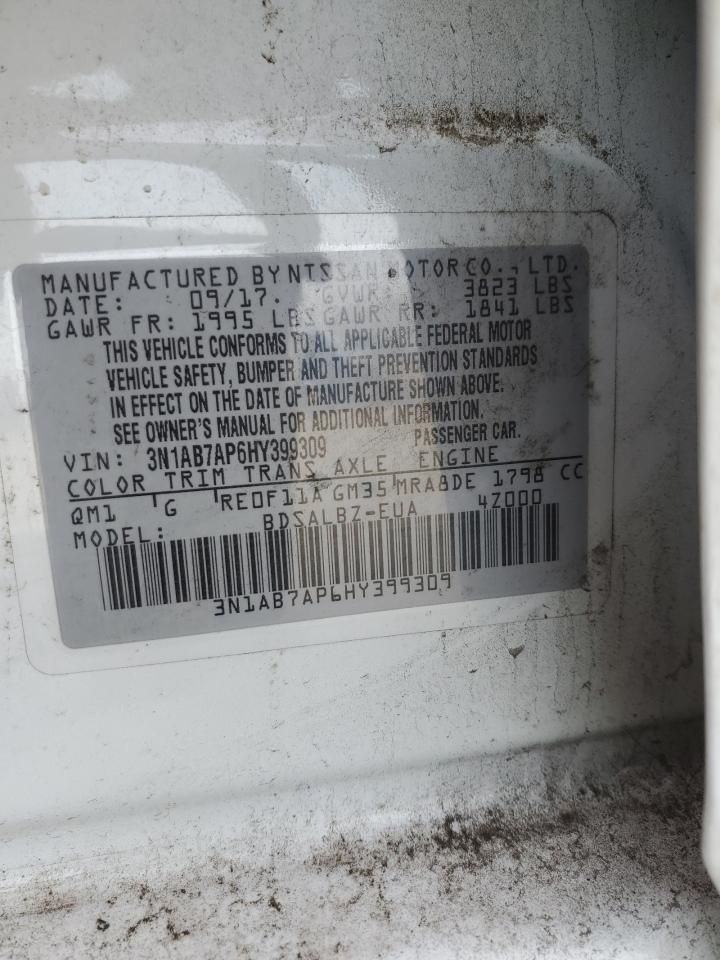 MANUFACTURED BY NISSAN MOTOR CO., LTD.
DATE: 09/17. GVWR 3823 LBS
GAWR FR: 1995 LBS GAWR RR: 1841 LBS
THIS VEHICLE CONFORMS TO ALL APPLICABLE FEDERAL MOTOR
VEHICLE SAFETY, BUMPER AND THEFT PREVENTION STANDARDS
IN EFFECT ON THE DATE OF MANUFACTURE SHOWN ABOVE.
SEE OWNER'S MANUAL FOR ADDITIONAL INFORMATION.
VIN: 3N1AB7AP6HY399309 PASSENGER CAR.
COLOR TRIM TRANS AXLE ENGINE
QM1 G RE0F11A GM35 MRA8DE 1798 CC
MODEL: BDSALBZ-EUA 4Z000
3N1AB7AP6HY399309